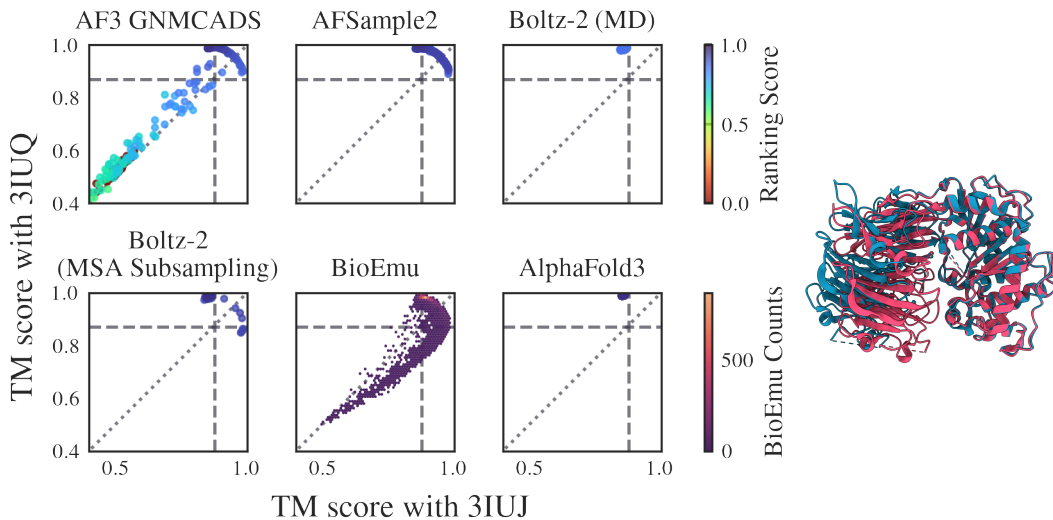 AF3 GNMCADS
AFSample2
Boltz-2 (MD)
1.0
0.8
0.6
0.4
1.0
0.5
0.0
Ranking Score
TM score with 3IUQ
Boltz-2
(MSA Subsampling)
BioEmu
AlphaFold3
1.0
0.8
0.6
0.4
0.5
1.0
0.5
1.0
0.5
1.0
500
0
BioEmu Counts
TM score with 3IUJ